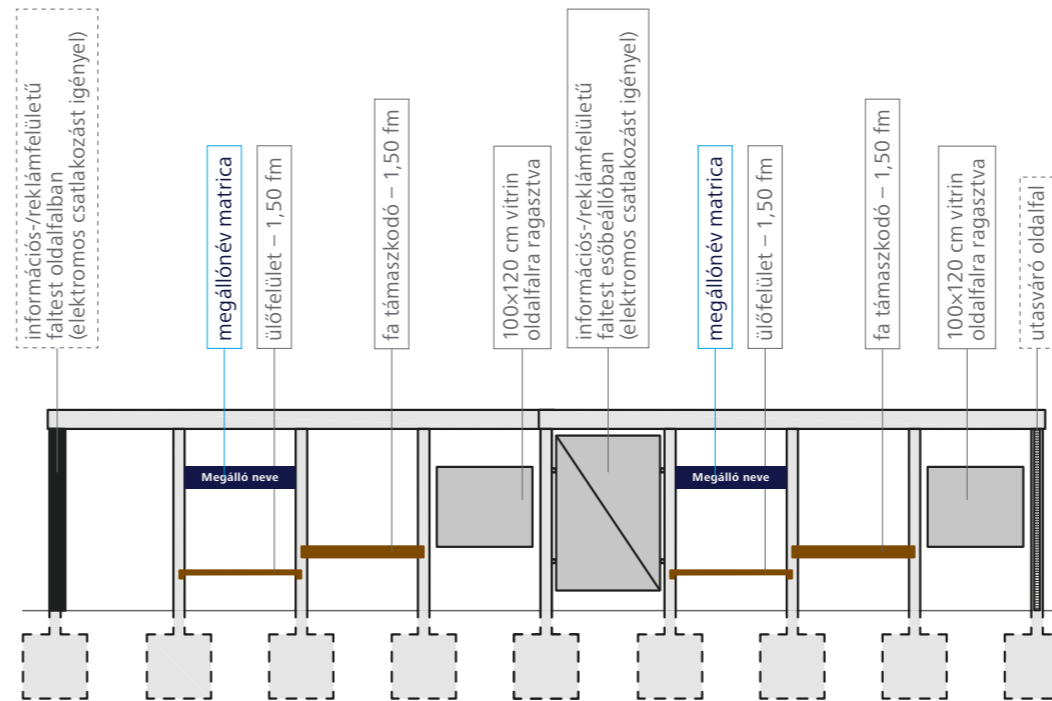 információs-/reklámfelületű
faltest oldalfalban
(elektromos csatlakozást igényel)
megállónév matrica
ülőfelület – 1,50 fm
fa támaszkodó – 1,50 fm
100×120 cm vitrin
oldalfalra ragasztva
információs-/reklámfelületű
faltest esőbeállóban
(elektromos csatlakozást igényel)
megállónév matrica
ülőfelület – 1,50 fm
fa támaszkodó – 1,50 fm
100×120 cm vitrin
oldalfalra ragasztva
utasváró oldalfal
Megálló neve
Megálló neve